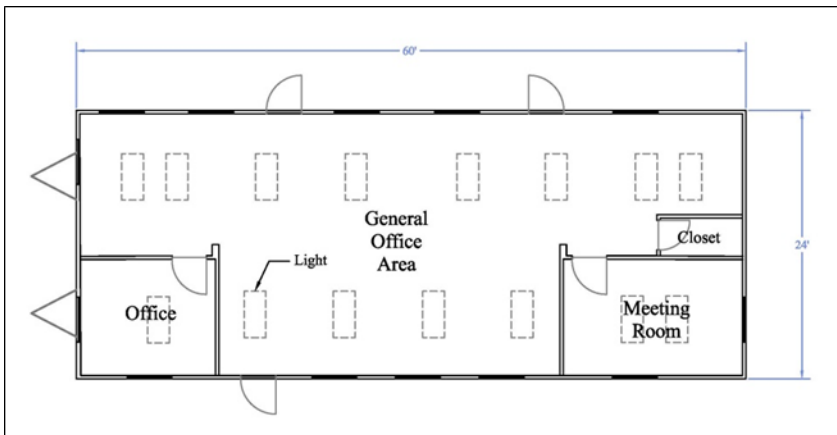 60'
General
Office
Area
Closet
24'
Light
Office
Meeting
Room